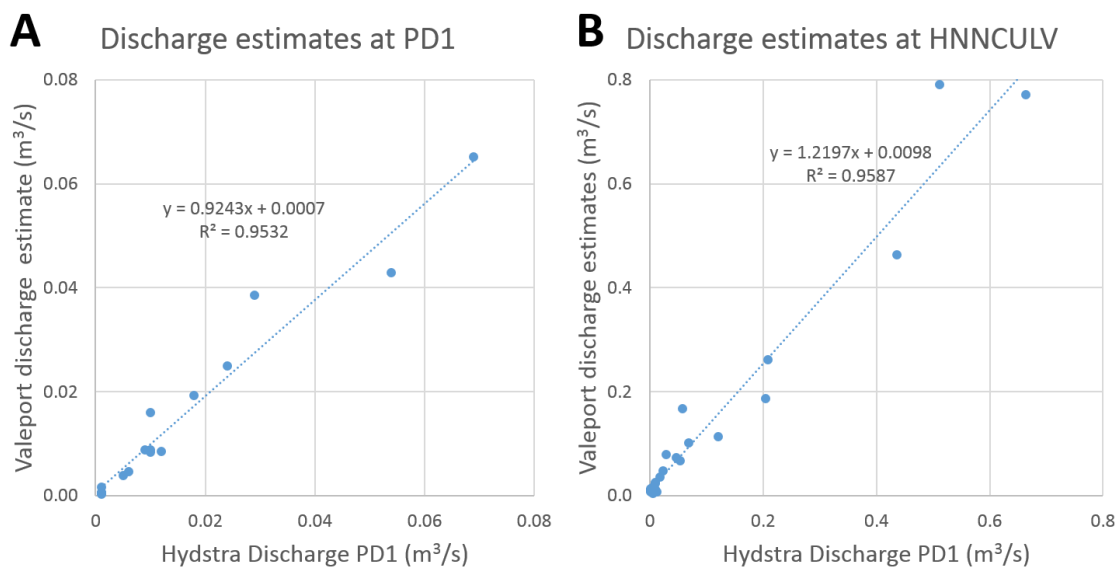 A
Discharge estimates at PD1
Valeport discharge estimate (m³/s)
0.08
0.06
0.04
0.02
0.00
y = 0.9243x + 0.0007
R² = 0.9532
0
0.02
0.04
0.06
0.08
Hydstra Discharge PD1 (m³/s)
B
Discharge estimates at HNNCULV
Valeport discharge estimates (m³/s)
0.8
0.6
0.4
0.2
0.0
y = 1.2197x + 0.0098
R² = 0.9587
0
0.2
0.4
0.6
0.8
Hydstra Discharge PD1 (m³/s)